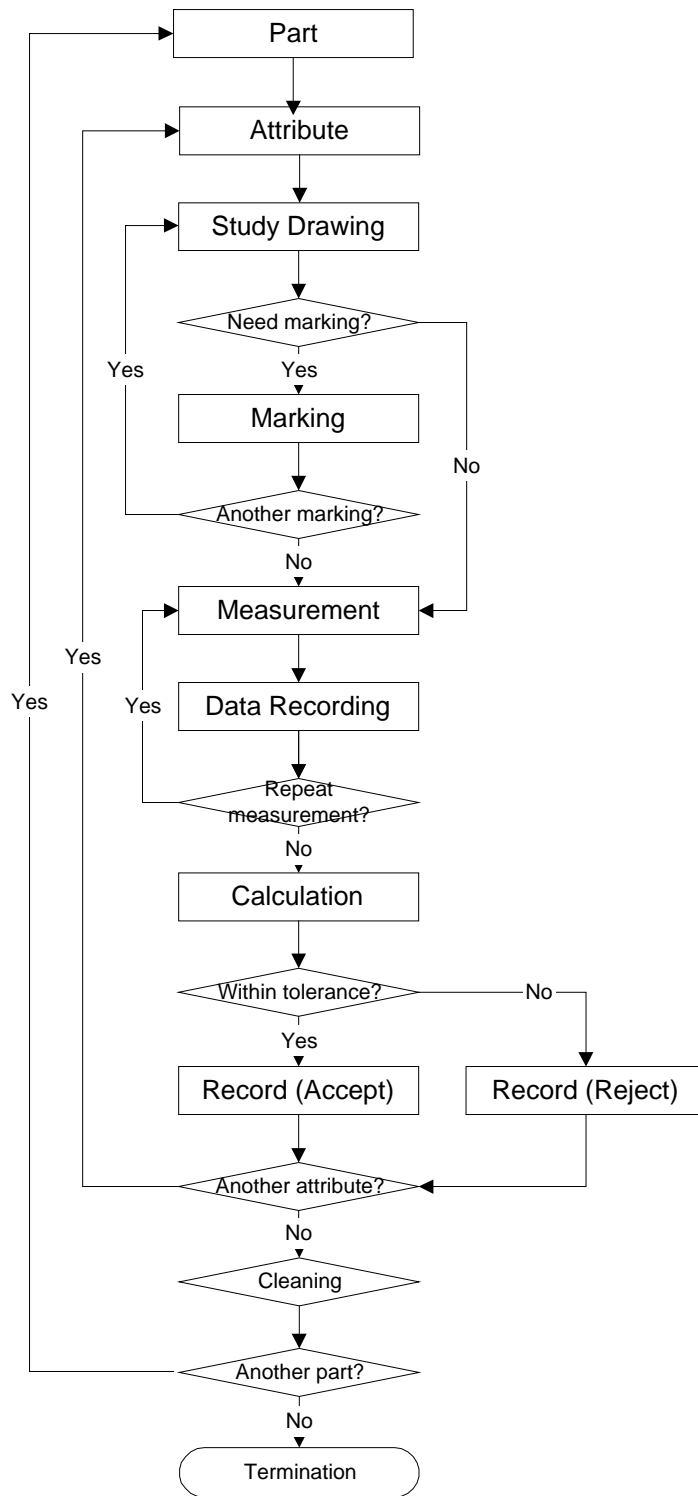 Part
Attribute
Study Drawing
Need marking?
Yes
Yes
Marking
No
Another marking?
No
Measurement
Yes
Yes
Yes
Data Recording
Repeat
measurement?
No
Calculation
Within tolerance?
No
Yes
Record (Accept)
Record (Reject)
Another attribute?
No
Cleaning
Another part?
No
Termination